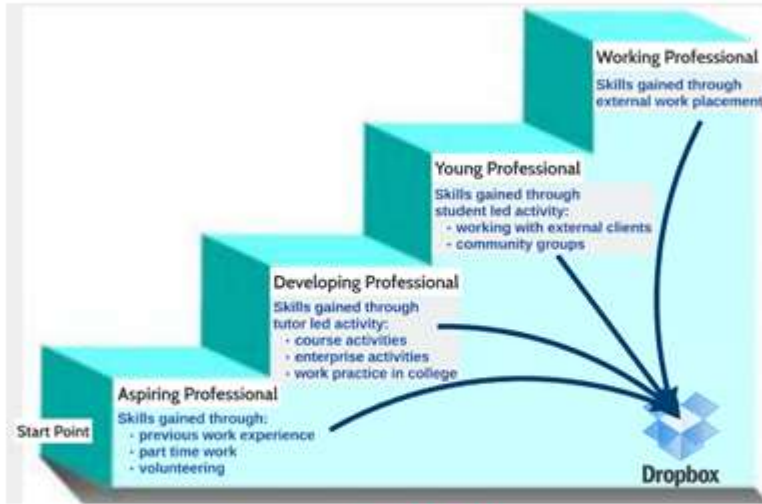 Working Professional
Skills gained through
external work placement
Young Professional
Skills gained through
student led activity:
• working with external clients
• community groups
Developing Professional
Skills gained through
tutor led activity:
• course activities
• enterprise activities
• work practice in college
Aspiring Professional
Skills gained through:
• previous work experience
• part time work
• volunteering
Start Point
Dropbox